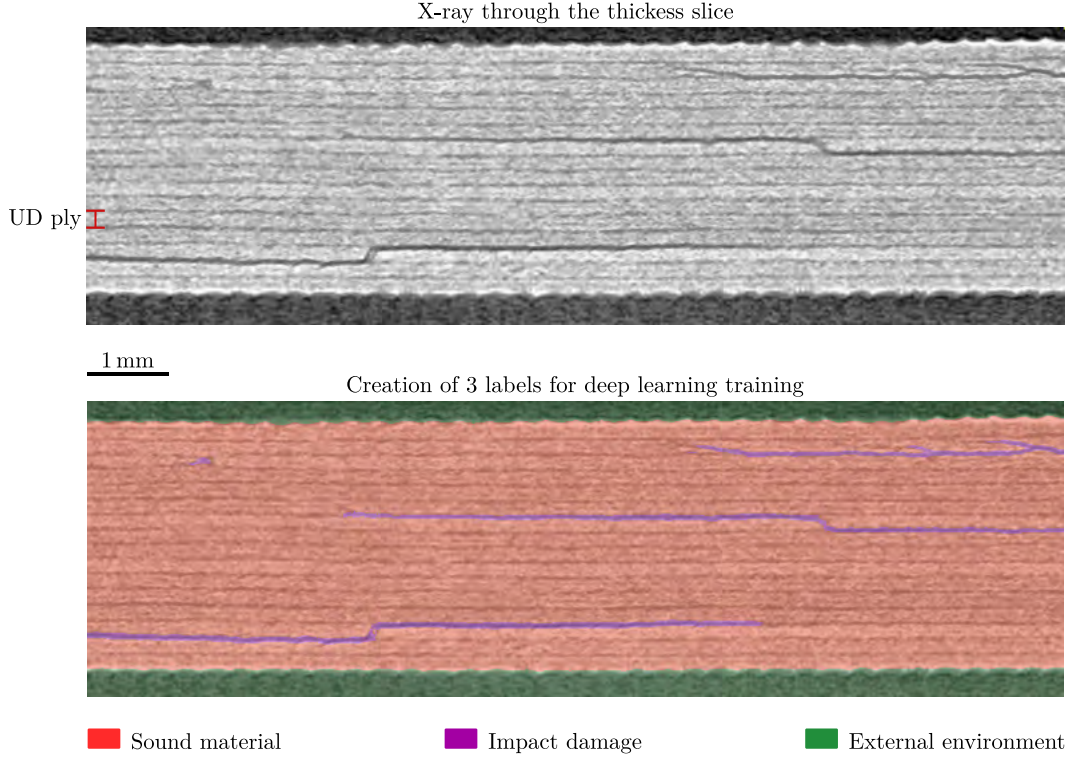 X-ray through the thickess slice
UD ply
1 mm
Creation of 3 labels for deep learning training
Sound material
Impact damage
External environment